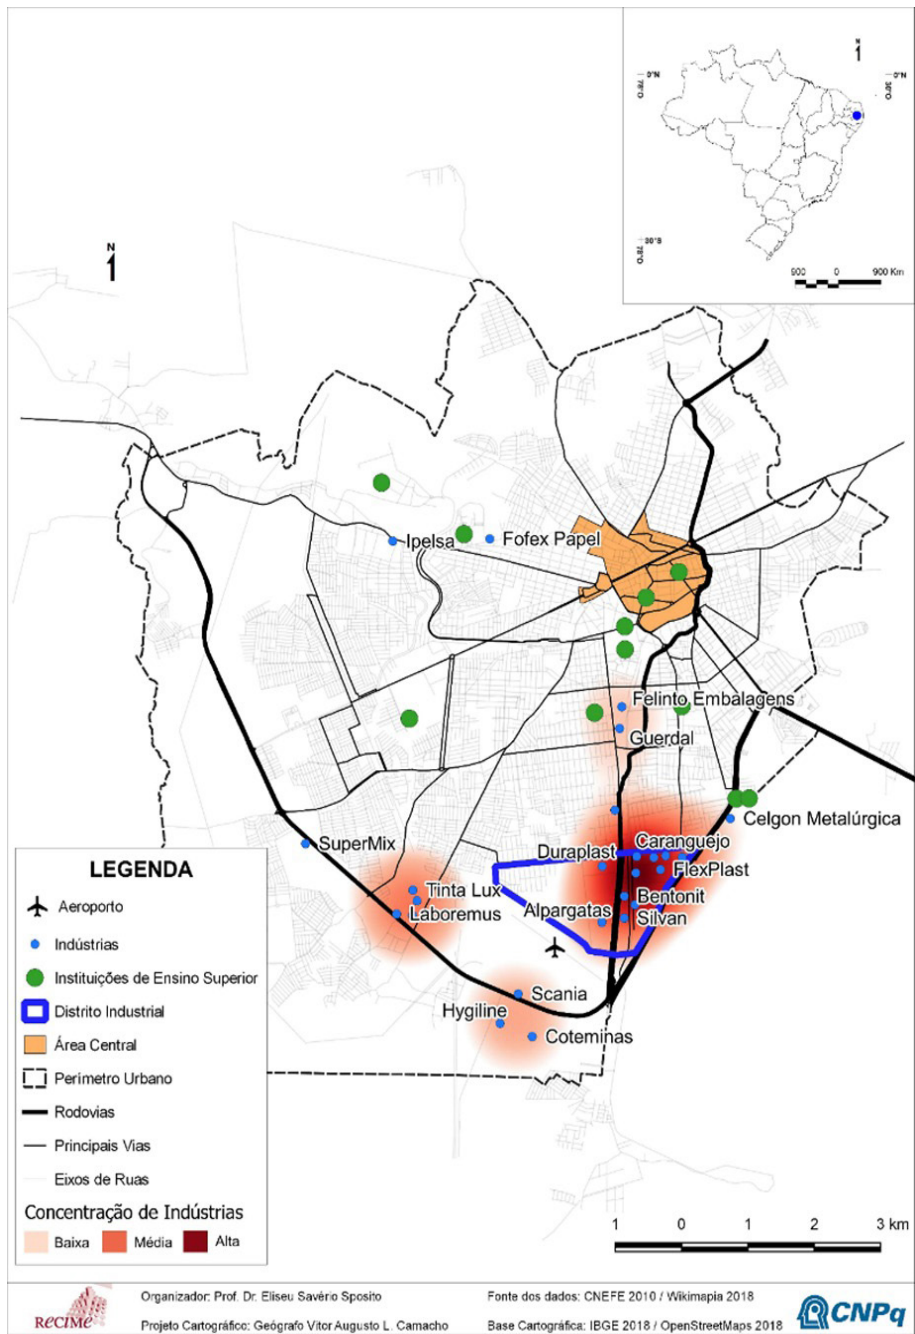 N
78°O
0°N
0°N
30°O
30°S
78°O
900 0 900 Km
N
Ipelsa
Fofex Papel
Felinto Embalagens
Guerdal
Celgon Metalúrgica
SuperMix
Duraplast
Caranguejo
FlexPlast
Tinta Lux
Laboremus
Bentonit
Alpargatas
Silvan
Scania
Hygiline
Coteminas
LEGENDA
Aeroporto
Indústrias
Instituições de Ensino Superior
Distrito Industrial
Área Central
Perímetro Urbano
Rodovias
Principais Vias
Eixos de Ruas
Concentração de Indústrias
Baixa Média Alta
1 0 1 2 3 km
RECIME
Organizador: Prof. Dr. Eliseu Savério Sposito
Projeto Cartográfico: Geógrafo Vitor Augusto L. Camacho
Fonte dos dados: CNEFE 2010 / Wikimapia 2018
Base Cartográfica: IBGE 2018 / OpenStreetMaps 2018
CNPq